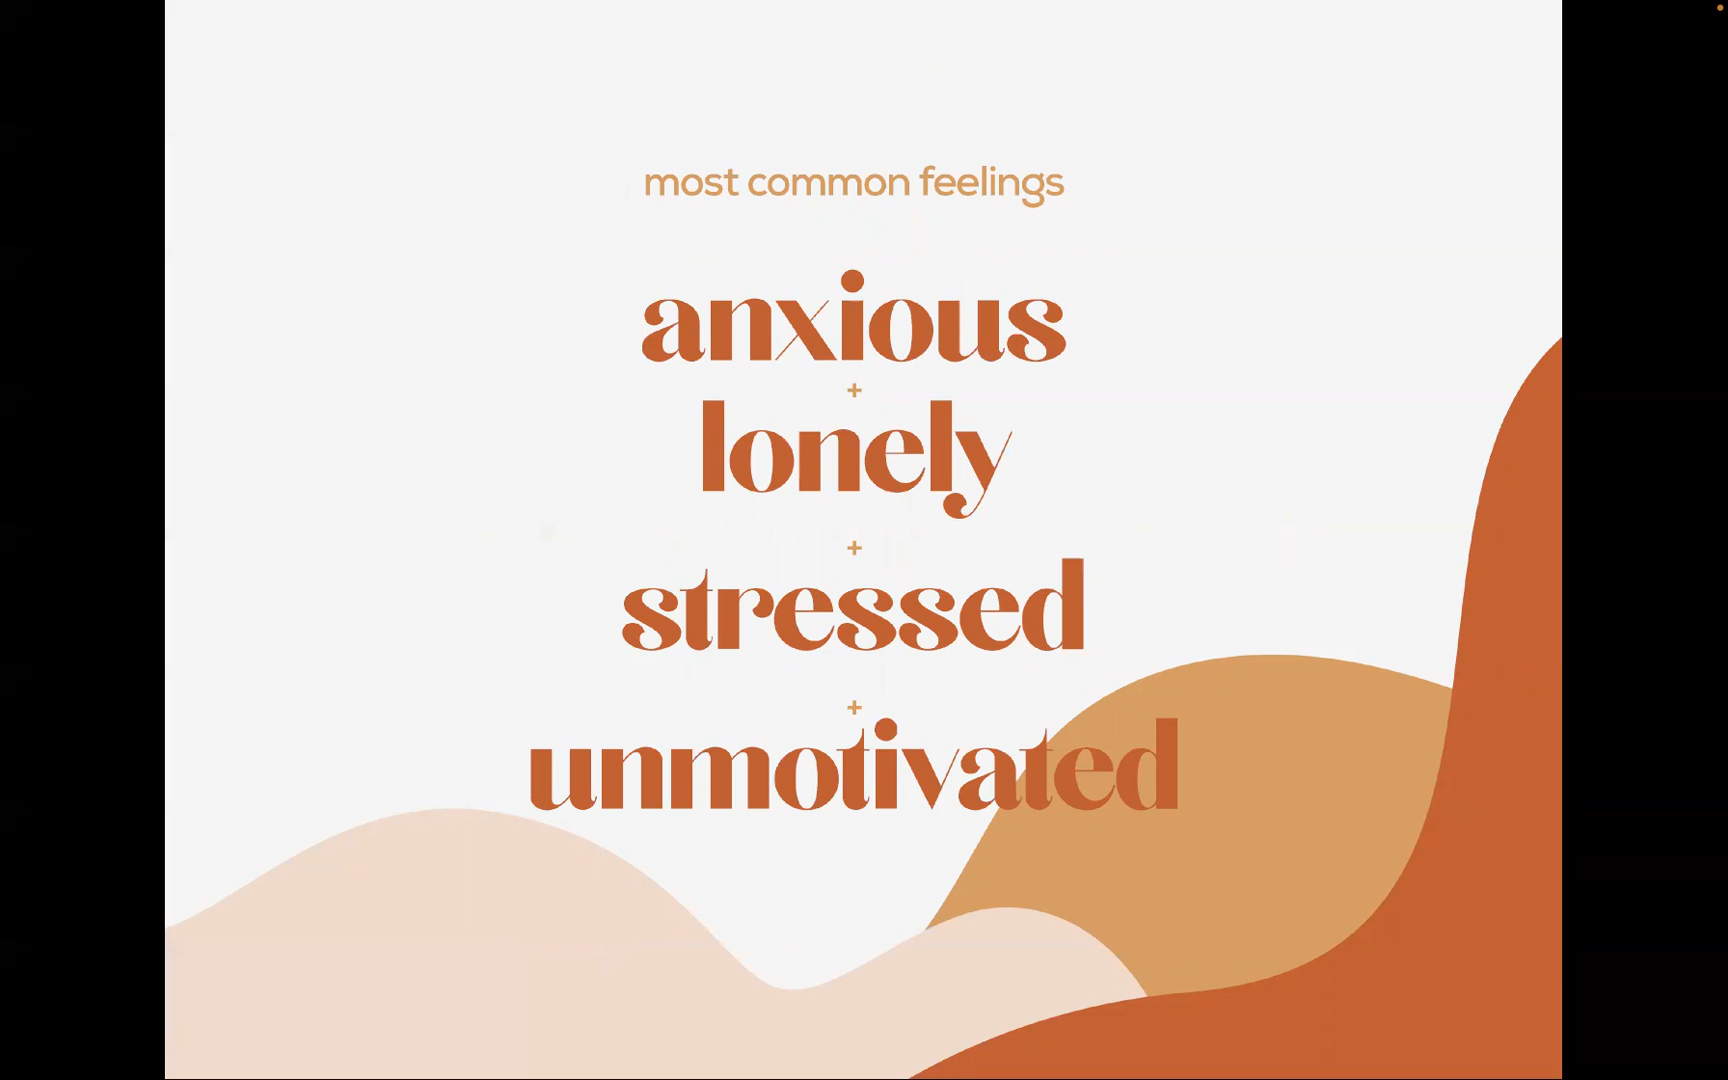 most common feelings
anxious
+
lonely
+
stressed
+
unmotivated